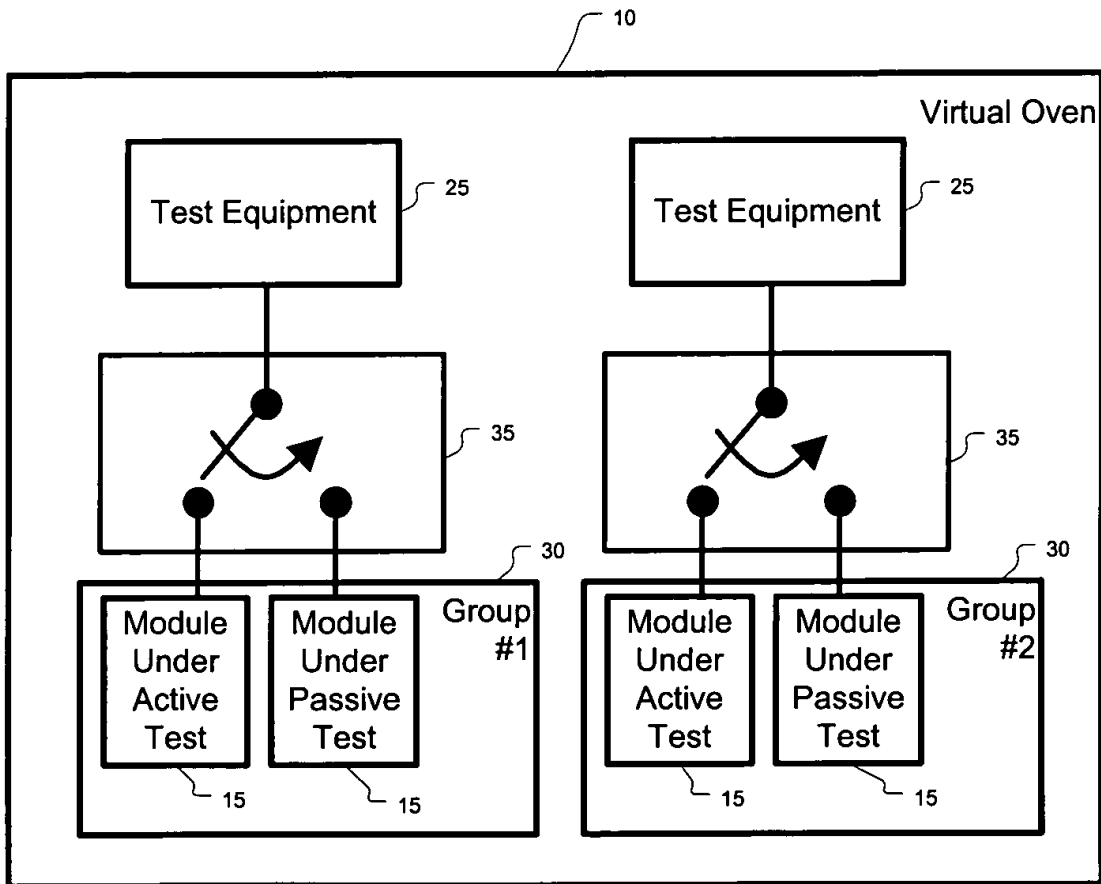 10
Virtual Oven
Test Equipment
25
Test Equipment
25
35
35
30
Group
#1
Module
Under
Active
Test
Module
Under
Passive
Test
15
15
30
Group
#2
Module
Under
Active
Test
Module
Under
Passive
Test
15
15